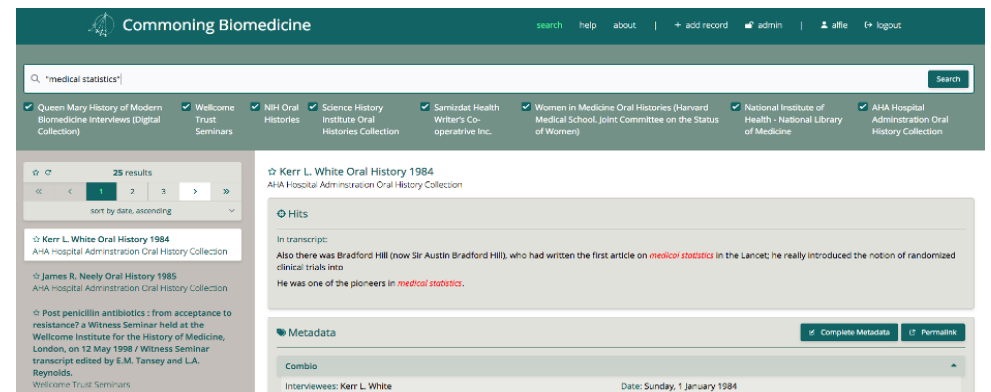 Commoning Biomedicine
search help about | + add record admin | alfie logout
"medical statistics"
Search
Queen Mary History of Modern Biomedicine Interviews (Digital Collection)
Wellcome Trust Seminars
NIH Oral Histories
Science History Institute Oral Histories Collection
Samizdat Health Writer's Co-operatrive Inc.
Women in Medicine Oral Histories (Harvard Medical School. Joint Committee on the Status of Women)
National Institute of Health - National Library of Medicine
AHA Hospital Adminstration Oral History Collection
25 results
« ‹ 1 2 3 › »
sort by date, ascending
Kerr L. White Oral History 1984
AHA Hospital Adminstration Oral History Collection
James R. Neely Oral History 1985
AHA Hospital Adminstration Oral History Collection
Post penicillin antibiotics : from acceptance to
resistance? a Witness Seminar held at the
Wellcome Institute for the History of Medicine,
London, on 12 May 1998 / Witness Seminar
transcript edited by E.M. Tansey and L.A.
Reynolds.
Wellcome Trust Seminars
Kerr L. White Oral History 1984
AHA Hospital Adminstration Oral History Collection
Hits
In transcript:
Also there was Bradford Hill (now Sir Austin Bradford Hill), who had written the first article on medical statistics in the Lancet; he really introduced the notion of randomized
clinical trials into
He was one of the pioneers in medical statistics.
Metadata
Complete Metadata
Permalink
Combio
Interviewees: Kerr L. White
Date: Sunday, 1 January 1984